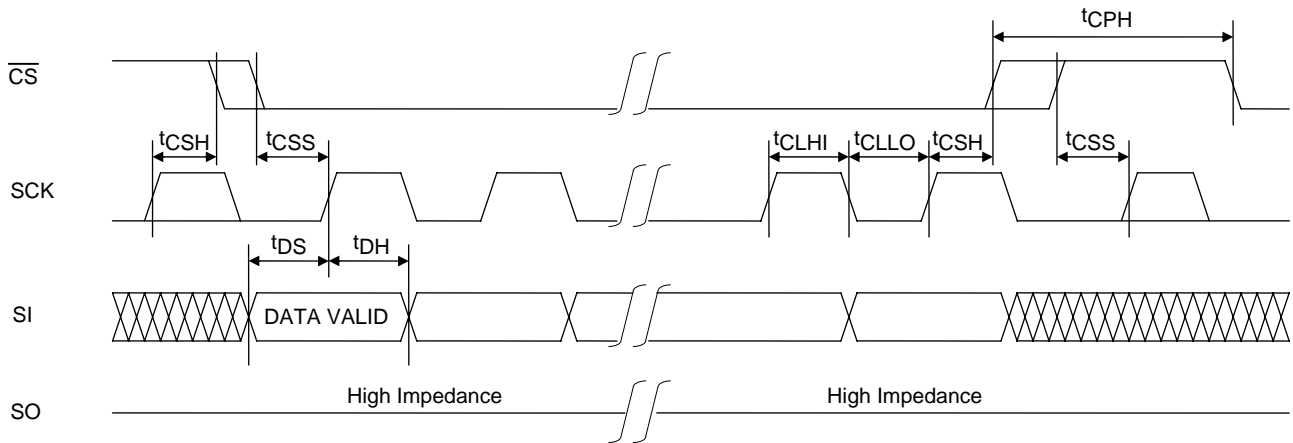 tCPH
CS
tCSH
tCSS
tCLHI
tCLLO
tCSH
tCSS
SCK
tDS
tDH
SI
DATA VALID
SO
High Impedance
High Impedance